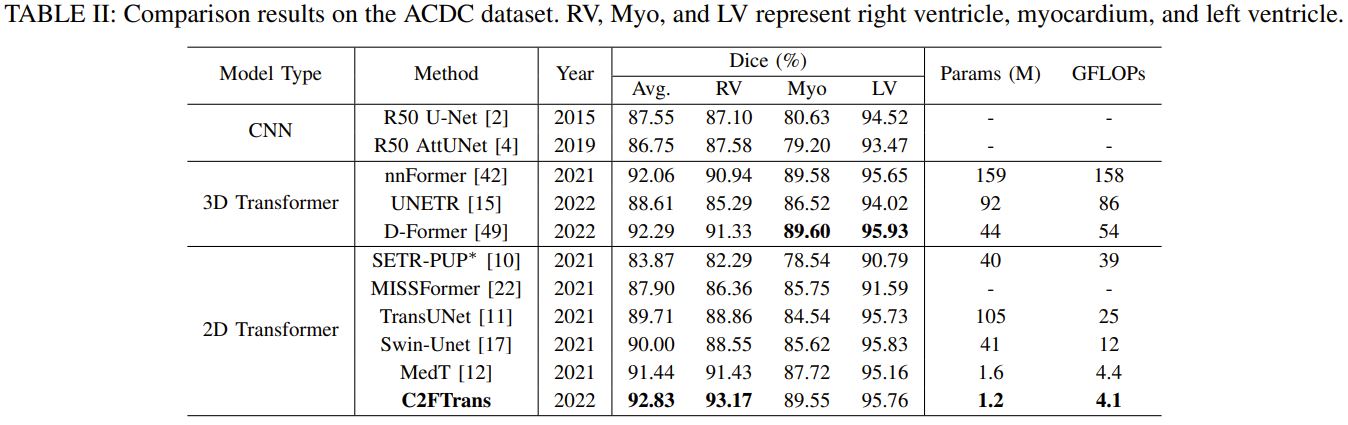 TABLE II: Comparison results on the ACDC dataset. RV, Myo, and LV represent right ventricle, myocardium, and left ventricle.
Model Type Method Year Dice (%) Params (M) GFLOPs
Avg. RV Myo LV
CNN
R50 U-Net [2] 2015 87.55 87.10 80.63 94.52 - -
R50 AttUNet [4] 2019 86.75 87.58 79.20 93.47 - -
3D Transformer
nnFormer [42] 2021 92.06 90.94 89.58 95.65 159 158
UNETR [15] 2022 88.61 85.29 86.52 94.02 92 86
D-Former [49] 2022 92.29 91.33 89.60 95.93 44 54
2D Transformer
SETR-PUP* [10] 2021 83.87 82.29 78.54 90.79 40 39
MISSFormer [22] 2021 87.90 86.36 85.75 91.59 - -
TransUNet [11] 2021 89.71 88.86 84.54 95.73 105 25
Swin-Unet [17] 2021 90.00 88.55 85.62 95.83 41 12
MedT [12] 2021 91.44 91.43 87.72 95.16 1.6 4.4
C2FTrans 2022 92.83 93.17 89.55 95.76 1.2 4.1